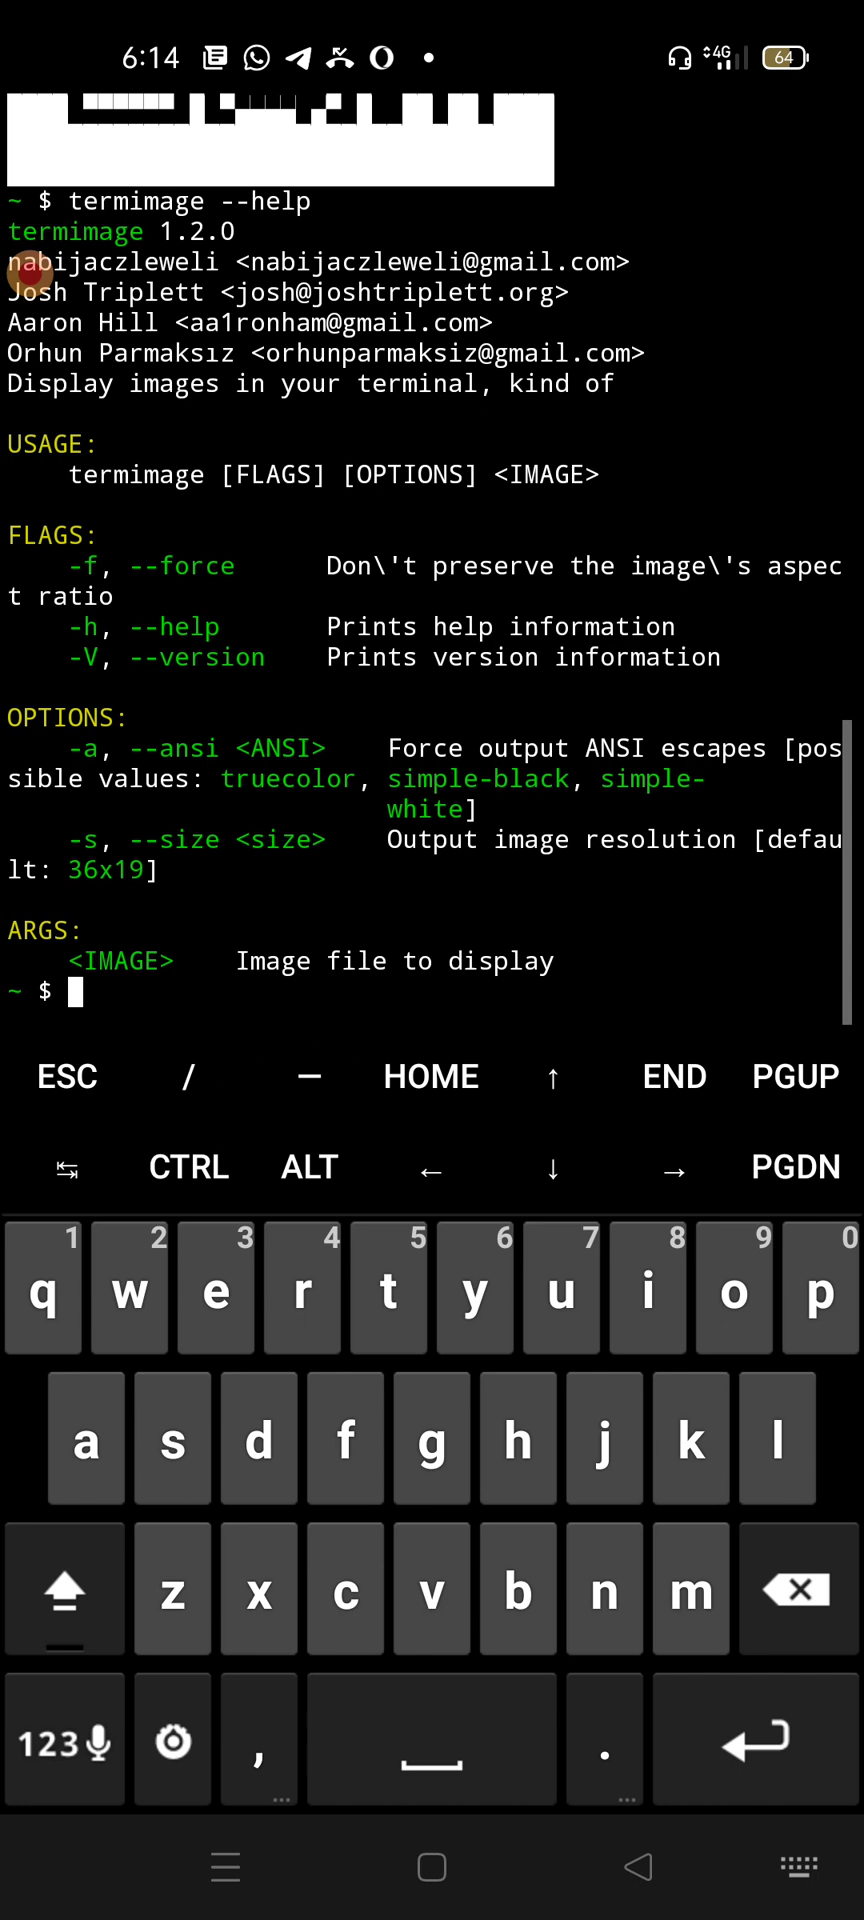 6:14
4G
64
~ $ termimage --help
termimage 1.2.0
nabijaczleweli <nabijaczleweli@gmail.com>
Josh Triplett <josh@joshtriplett.org>
Aaron Hill <aa1ronham@gmail.com>
Orhun Parmaksız <orhunparmaksiz@gmail.com>
Display images in your terminal, kind of
USAGE:
termimage [FLAGS] [OPTIONS] <IMAGE>
FLAGS:
-f, --force Don\'t preserve the image\'s aspec
t ratio
-h, --help Prints help information
-V, --version Prints version information
OPTIONS:
-a, --ansi <ANSI> Force output ANSI escapes [pos
sible values: truecolor, simple-black, simple-
white]
-s, --size <size> Output image resolution [defau
lt: 36x19]
ARGS:
<IMAGE> Image file to display
~ $
ESC / — HOME ↑ END PGUP
↹ CTRL ALT ← ↓ → PGDN
1 2 3 4 5 6 7 8 9 0
q w e r t y u i o p
a s d f g h j k l
z x c v b n m
123 , .